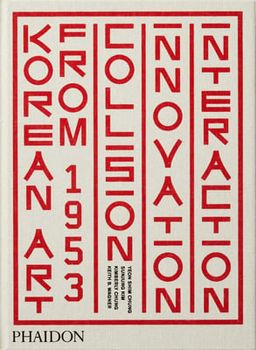 KOREAN ART
FROM 1953
COLLISION
INNOVATION
INTERACTION
YEON SHIM CHUNG
SUNJUNG KIM
KIMBERLY CHUNG
KEITH B. WAGNER
PHAIDON